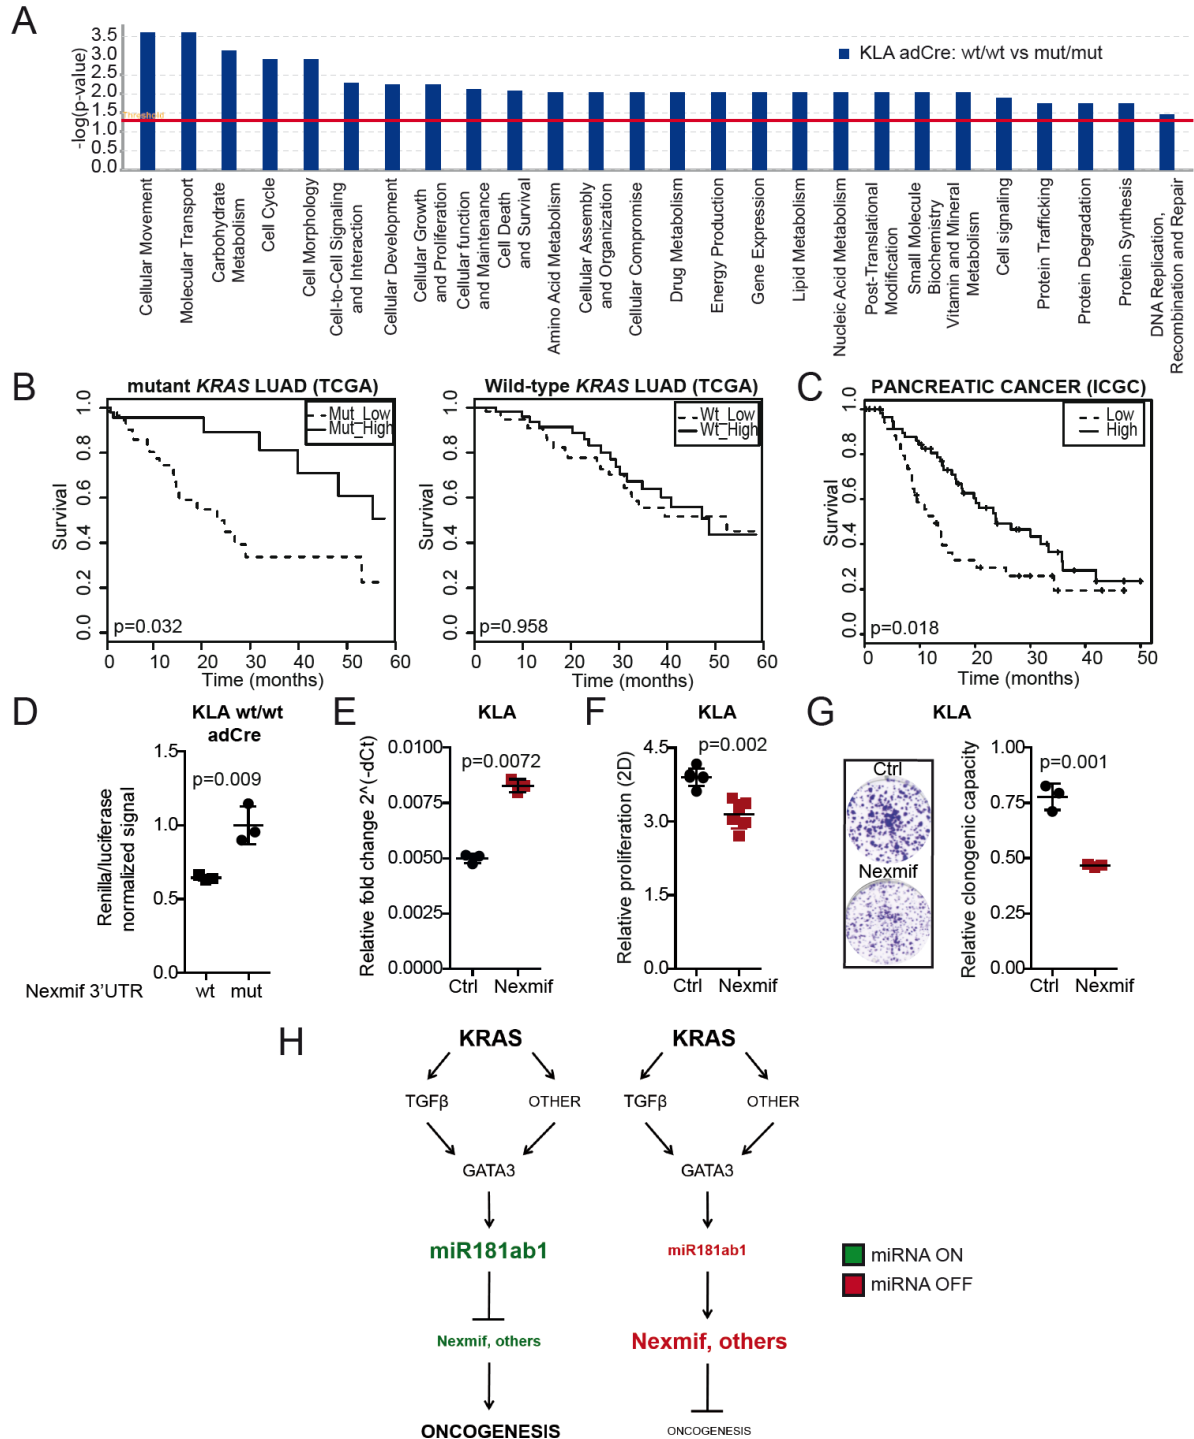 A
-log(p-value)
3.5
3.0
2.5
2.0
1.5
1.0
0.5
0.0
Threshold
KLA adCre: wt/wt vs mut/mut
Cellular Movement
Molecular Transport
Carbohydrate
Metabolism
Cell Cycle
Cell Morphology
Cell-to-Cell Signaling
and Interaction
Cellular Development
Cellular Growth
and Proliferation
Cellular function
and Maintenance
Cell Death
and Survival
Amino Acid Metabolism
Cellular Assembly
and Organization
Cellular Compromise
Drug Metabolism
Energy Production
Gene Expression
Lipid Metabolism
Nucleic Acid Metabolism
Post-Translational
Modification
Small Molecule
Biochemistry
Vitamin and Mineral
Metabolism
Cell signaling
Protein Trafficking
Protein Degradation
Protein Synthesis
DNA Replication,
Recombination and Repair
B
mutant KRAS LUAD (TCGA)
Mut_Low
Mut_High
Survival
1.0
0.8
0.6
0.4
0.2
0.0
p=0.032
0 10 20 30 40 50 60
Time (months)
Wild-type KRAS LUAD (TCGA)
Wt_Low
Wt_High
Survival
1.0
0.8
0.6
0.4
0.2
0.0
p=0.958
0 10 20 30 40 50 60
Time (months)
C
PANCREATIC CANCER (ICGC)
Low
High
Survival
1.0
0.8
0.6
0.4
0.2
0.0
p=0.018
0 10 20 30 40 50
Time (months)
D
KLA wt/wt
adCre
Renilla/luciferase
normalized signal
1.5
1.0
0.5
0.0
p=0.009
Nexmif 3'UTR wt mut
E
KLA
Relative fold change 2^(-dCt)
0.0100
0.0075
0.0050
0.0025
0.0000
p=0.0072
Ctrl Nexmif
F
KLA
Relative proliferation (2D)
4.5
3.0
1.5
0.0
p=0.002
Ctrl Nexmif
G
KLA
Ctrl
Nexmif
Relative clonogenic capacity
1.00
0.75
0.50
0.25
0.00
p=0.001
Ctrl Nexmif
H
KRAS KRAS
TGFβ OTHER TGFβ OTHER
GATA3 GATA3
miR181ab1 miR181ab1
miRNA ON
miRNA OFF
Nexmif, others Nexmif, others
ONCOGENESIS ONCOGENESIS